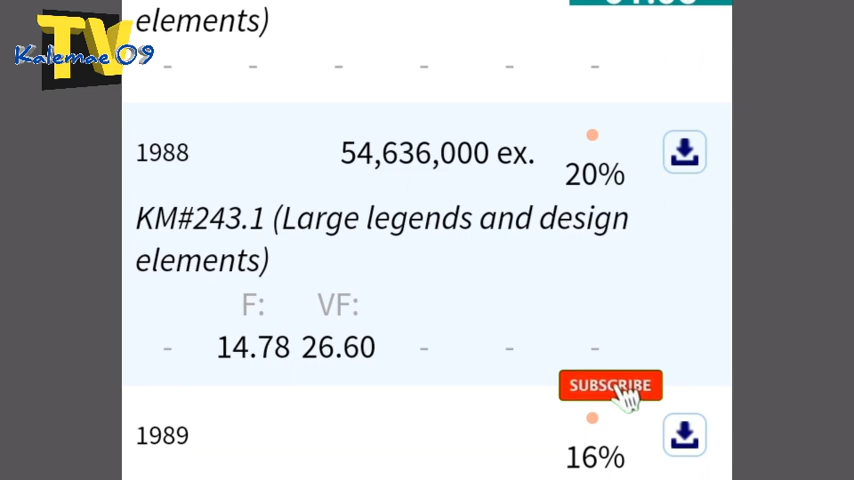 TV
Kalemae 09
elements)
- - - - - -
1988 54,636,000 ex. 20%
KM#243.1 (Large legends and design
elements)
F: VF:
- 14.78 26.60 - - -
SUBSCRIBE
1989 16%